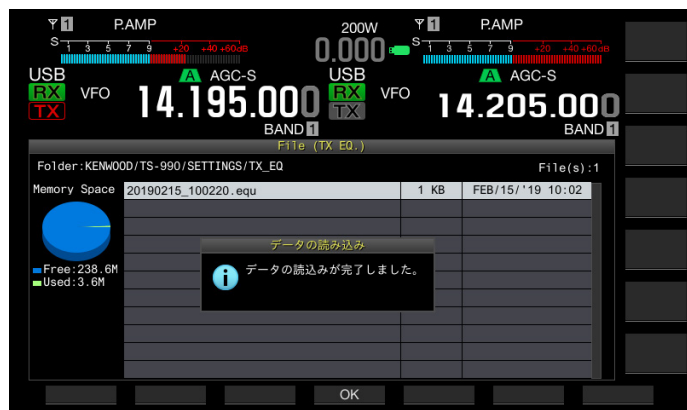 1 P.AMP 200W 1 P.AMP
S 1 3 5 7 9 +20 +40 +60dB 0.000 S 1 3 5 7 9 +20 +40 +60dB
USB A AGC-S USB A AGC-S
RX VFO 14.195.000 RX VFO 14.205.000
TX BAND 1 TX BAND 1
File (TX EQ.)
Folder:KENWOOD/TS-990/SETTINGS/TX_EQ File(s):1
Memory Space 20190215_100220.equ 1 KB FEB/15/'19 10:02
データの読み込み
データの読込みが完了しました。
Free:238.6M
Used:3.6M
OK